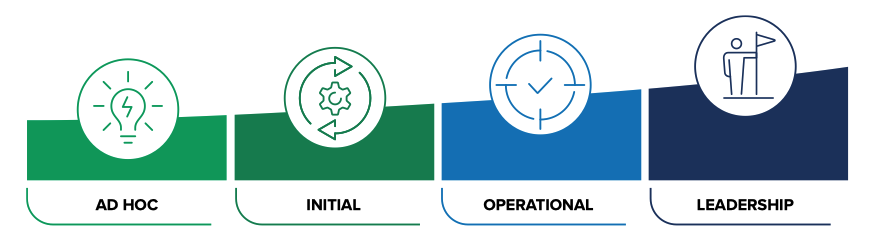 AD HOC
INITIAL
OPERATIONAL
LEADERSHIP